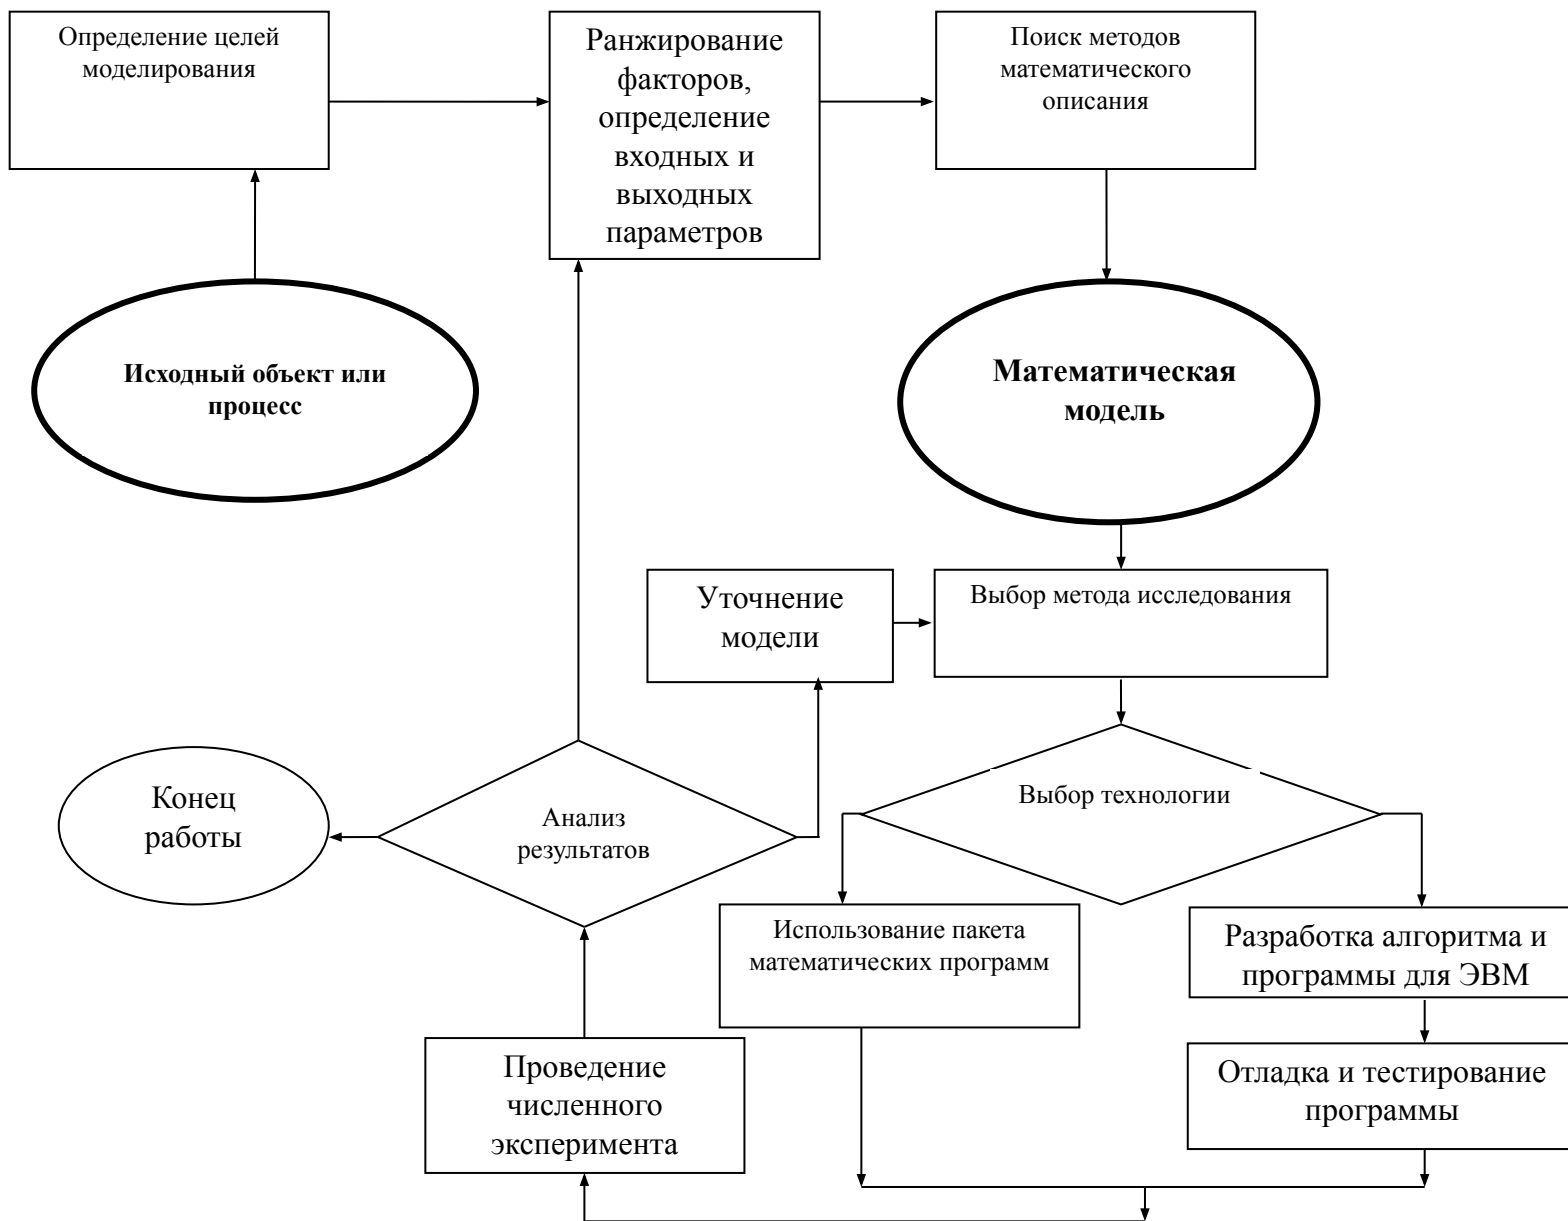 Определение целей
моделирования
Ранжирование
факторов,
определение
входных и
выходных
параметров
Поиск методов
математического
описания
Исходный объект или
процесс
Математическая
модель
Уточнение
модели
Выбор метода исследования
Конец
работы
Анализ
результатов
Выбор технологии
Использование пакета
математических программ
Разработка алгоритма и
программы для ЭВМ
Проведение
численного
эксперимента
Отладка и тестирование
программы